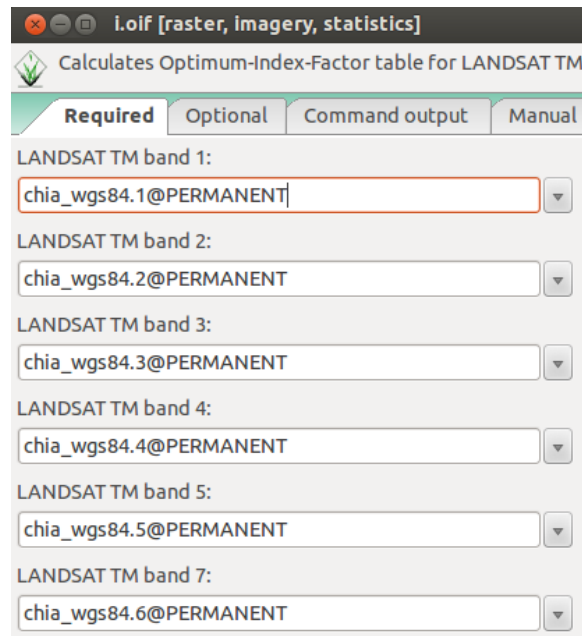 i.oif [raster, imagery, statistics]
Calculates Optimum-Index-Factor table for LANDSAT TM
Required Optional Command output Manual
LANDSAT TM band 1:
chia_wgs84.1@PERMANENT
LANDSAT TM band 2:
chia_wgs84.2@PERMANENT
LANDSAT TM band 3:
chia_wgs84.3@PERMANENT
LANDSAT TM band 4:
chia_wgs84.4@PERMANENT
LANDSAT TM band 5:
chia_wgs84.5@PERMANENT
LANDSAT TM band 7:
chia_wgs84.6@PERMANENT